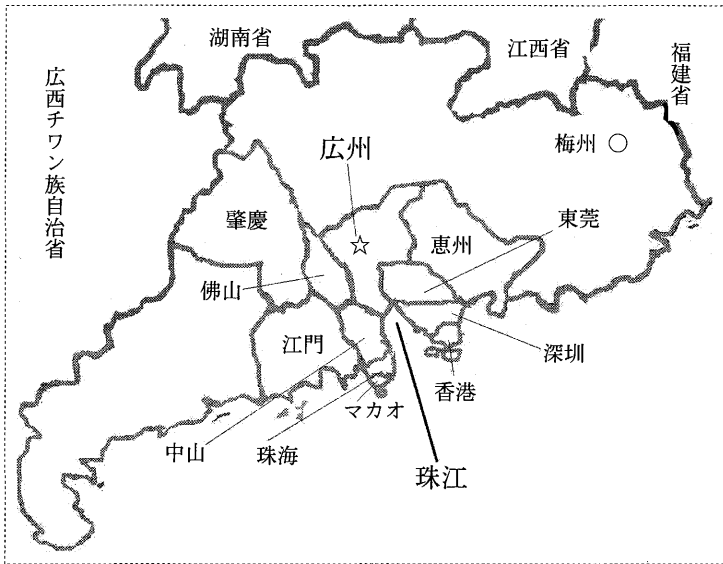 湖南省
江西省
福建省
広西チワン族自治省
梅州
広州
肇慶
恵州
東莞
佛山
江門
深圳
香港
マカオ
中山
珠海
珠江